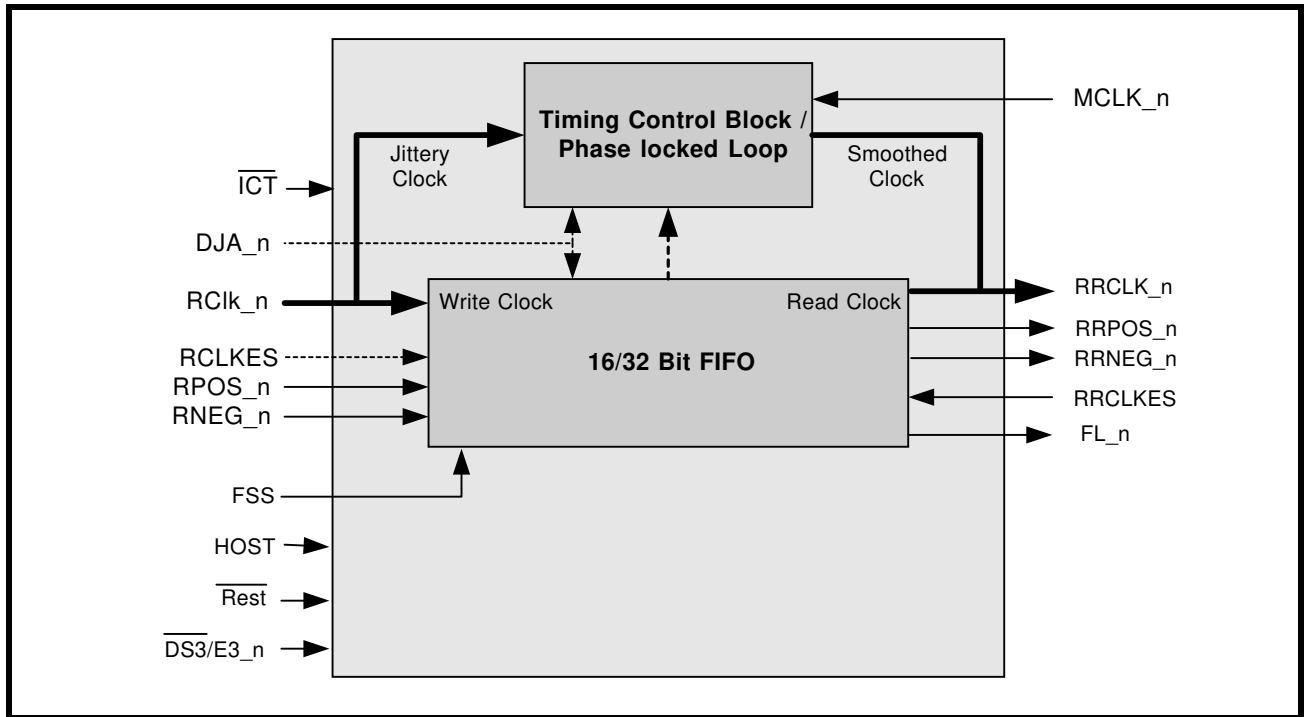 Timing Control Block /
Phase locked Loop
MCLK_n
Jittery
Clock
Smoothed
Clock
ICT
DJA_n
RClk_n
Write Clock
Read Clock
RRCLK_n
RRPOS_n
RCLKES
16/32 Bit FIFO
RRNEG_n
RPOS_n
RRCLKES
RNEG_n
FL_n
FSS
HOST
Rest
DS3/E3_n